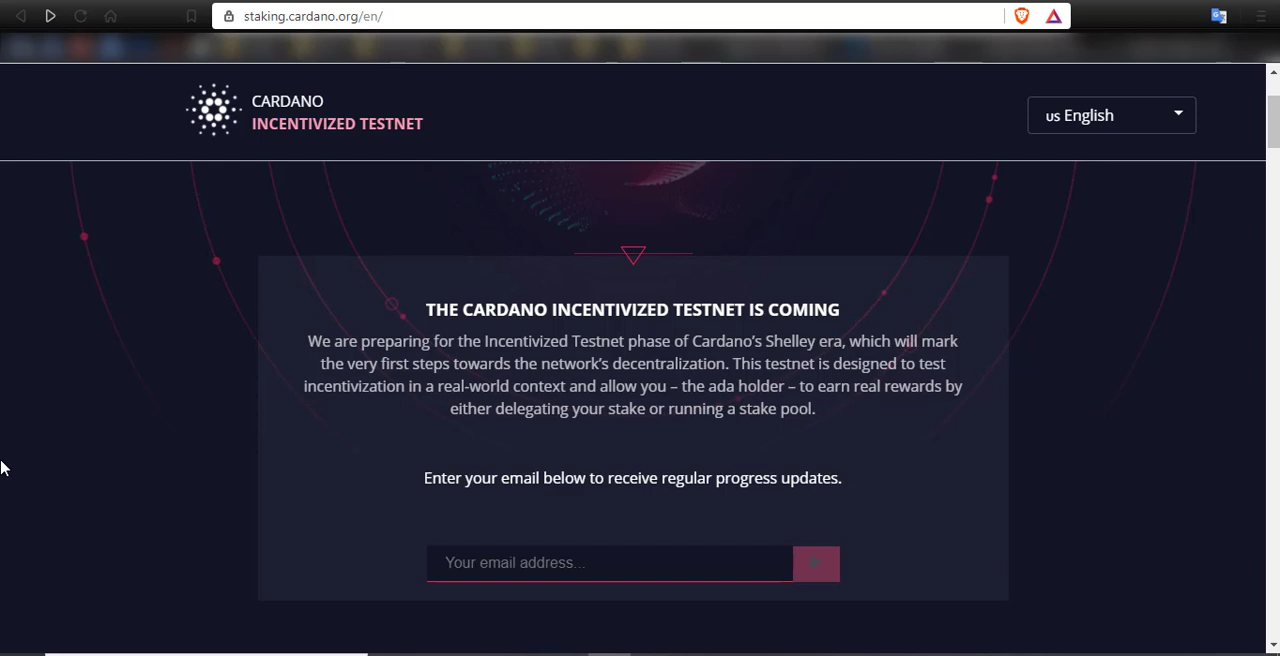 staking.cardano.org/en/
CARDANO
INCENTIVIZED TESTNET
us English
THE CARDANO INCENTIVIZED TESTNET IS COMING
We are preparing for the Incentivized Testnet phase of Cardano’s Shelley era, which will mark
the very first steps towards the network’s decentralization. This testnet is designed to test
incentivization in a real-world context and allow you – the ada holder – to earn real rewards by
either delegating your stake or running a stake pool.
Enter your email below to receive regular progress updates.
Your email address...